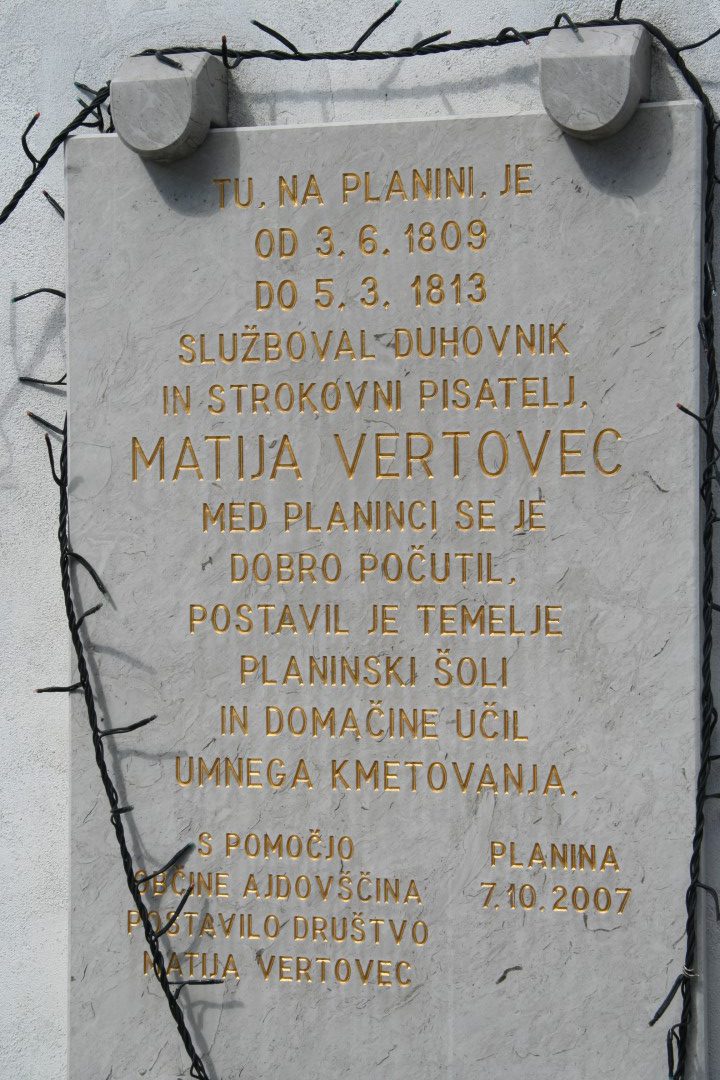 TU, NA PLANINI, JE
OD 3. 6. 1809
DO 5. 3. 1813
SLUŽBOVAL DUHOVNIK
IN STROKOVNI PISATELJ,
MATIJA VERTOVEC
MED PLANINCI SE JE
DOBRO POČUTIL,
POSTAVIL JE TEMELJE
PLANINSKI ŠOLI
IN DOMAČINE UČIL
UMNEGA KMETOVANJA.
S POMOČJO
OBČINE AJDOVŠČINA
POSTAVILO DRUŠTVO
MATIJA VERTOVEC
PLANINA
7.10.2007